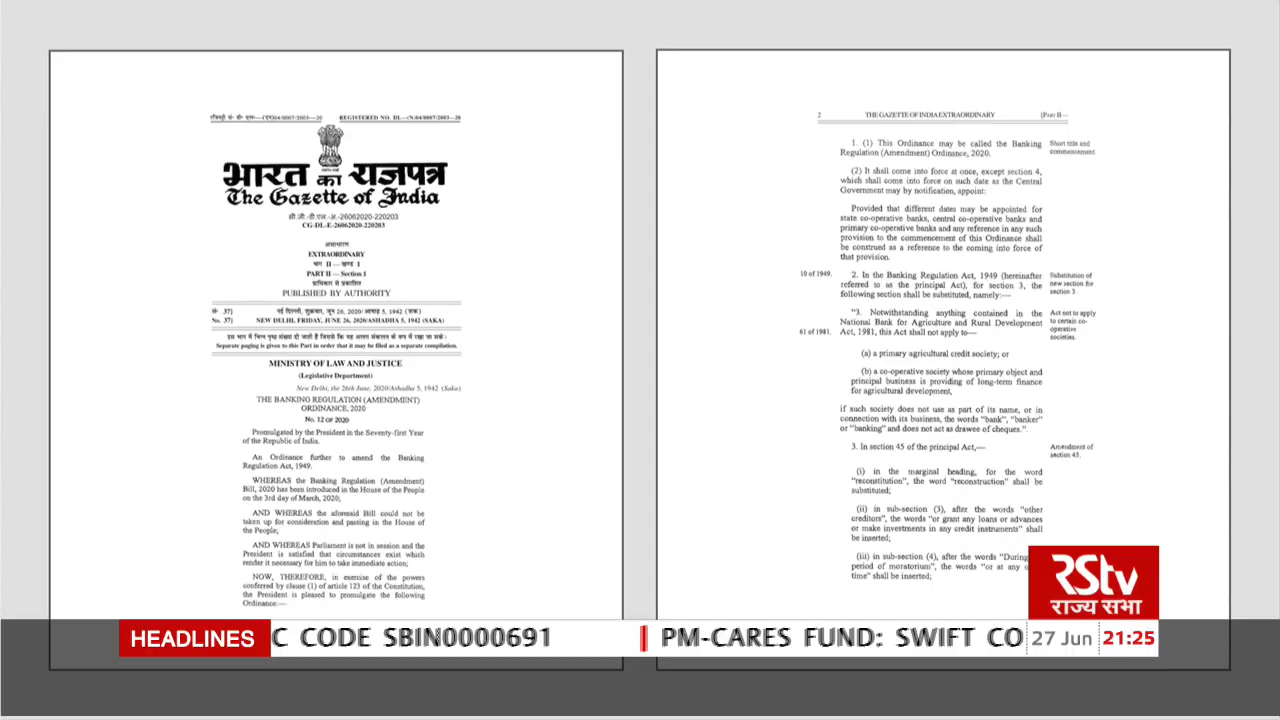 रजिस्ट्री सं. डी. एल.—(एन)04/0007/2003—20 REGISTERED NO. DL—(N)04/0007/2003—20
भारत का राजपत्र
The Gazette of India
सी.जी.-डी.एल.-अ.-26062020-220203
CG-DL-E-26062020-220203
असाधारण
EXTRAORDINARY
भाग II — खण्ड 1
PART II — Section 1
प्राधिकार से प्रकाशित
PUBLISHED BY AUTHORITY
सं॰ 37] नई दिल्ली, शुक्रवार, जून 26, 2020/ आषाढ़ 5, 1942 (शक)
No. 37] NEW DELHI, FRIDAY, JUNE 26, 2020/ASHADHA 5, 1942 (SAKA)
इस भाग में भिन्न पृष्ठ संख्या दी जाती है जिससे कि यह अलग संकलन के रूप में रखा जा सके।
Separate paging is given to this Part in order that it may be filed as a separate compilation.
MINISTRY OF LAW AND JUSTICE
(Legislative Department)
New Delhi, the 26th June, 2020/Ashadha 5, 1942 (Saka)
THE BANKING REGULATION (AMENDMENT)
ORDINANCE, 2020
No. 12 OF 2020
Promulgated by the President in the Seventy-first Year
of the Republic of India.
An Ordinance further to amend the Banking
Regulation Act, 1949.
WHEREAS the Banking Regulation (Amendment)
Bill, 2020 has been introduced in the House of the People
on the 3rd day of March, 2020;
AND WHEREAS the aforesaid Bill could not be
taken up for consideration and passing in the House of
the People;
AND WHEREAS Parliament is not in session and the
President is satisfied that circumstances exist which
render it necessary for him to take immediate action;
NOW, THEREFORE, in exercise of the powers
conferred by clause (1) of article 123 of the Constitution,
the President is pleased to promulgate the following
Ordinance:—
2 THE GAZETTE OF INDIA EXTRAORDINARY [PART II—
1. (1) This Ordinance may be called the Banking
Regulation (Amendment) Ordinance, 2020.
Short title and
commencement.
(2) It shall come into force at once, except section 4,
which shall come into force on such date as the Central
Government may by notification, appoint:
Provided that different dates may be appointed for
state co-operative banks, central co-operative banks and
primary co-operative banks and any reference in any such
provision to the commencement of this Ordinance shall
be construed as a reference to the coming into force of
that provision.
10 of 1949.
2. In the Banking Regulation Act, 1949 (hereinafter
referred to as the principal Act), for section 3, the
following section shall be substituted, namely:—
Substitution of
new section for
section 3.
"3. Notwithstanding anything contained in the
National Bank for Agriculture and Rural Development
Act, 1981, this Act shall not apply to—
61 of 1981.
Act not to apply
to certain co-
operative
societies.
(a) a primary agricultural credit society; or
(b) a co-operative society whose primary object and
principal business is providing of long-term finance
for agricultural development,
if such society does not use as part of its name, or in
connection with its business, the words "bank", "banker"
or "banking" and does not act as drawee of cheques.".
3. In section 45 of the principal Act,—
Amendment of
section 45.
(i) in the marginal heading, for the word
"reconstitution", the word "reconstruction" shall be
substituted;
(ii) in sub-section (3), after the words "other
creditors", the words "or grant any loans or advances
or make investments in any credit instruments" shall
be inserted;
(iii) in sub-section (4), after the words "During
period of moratorium", the words "or at any
time" shall be inserted;
RSTV
राज्य सभा
HEADLINES C CODE SBIN0000691 PM-CARES FUND: SWIFT CO 27 Jun 21:25